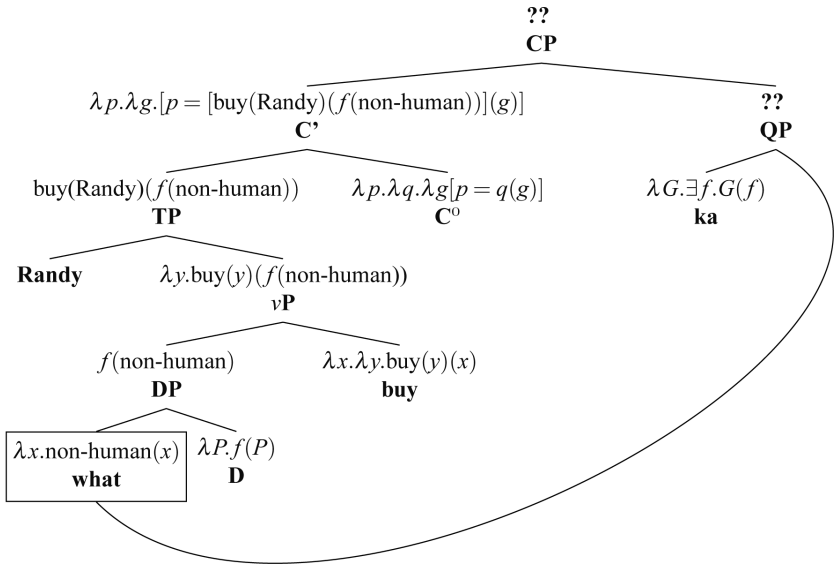 ??
CP
λp.λg.[p = [buy(Randy)(f(non-human))](g)]
C’
??
QP
buy(Randy)(f(non-human))
TP
λp.λq.λg[p = q(g)]
C⁰
λG.∃f.G(f)
ka
Randy
λy.buy(y)(f(non-human))
vP
f(non-human)
DP
λx.λy.buy(y)(x)
buy
λx.non-human(x)
what
λP.f(P)
D